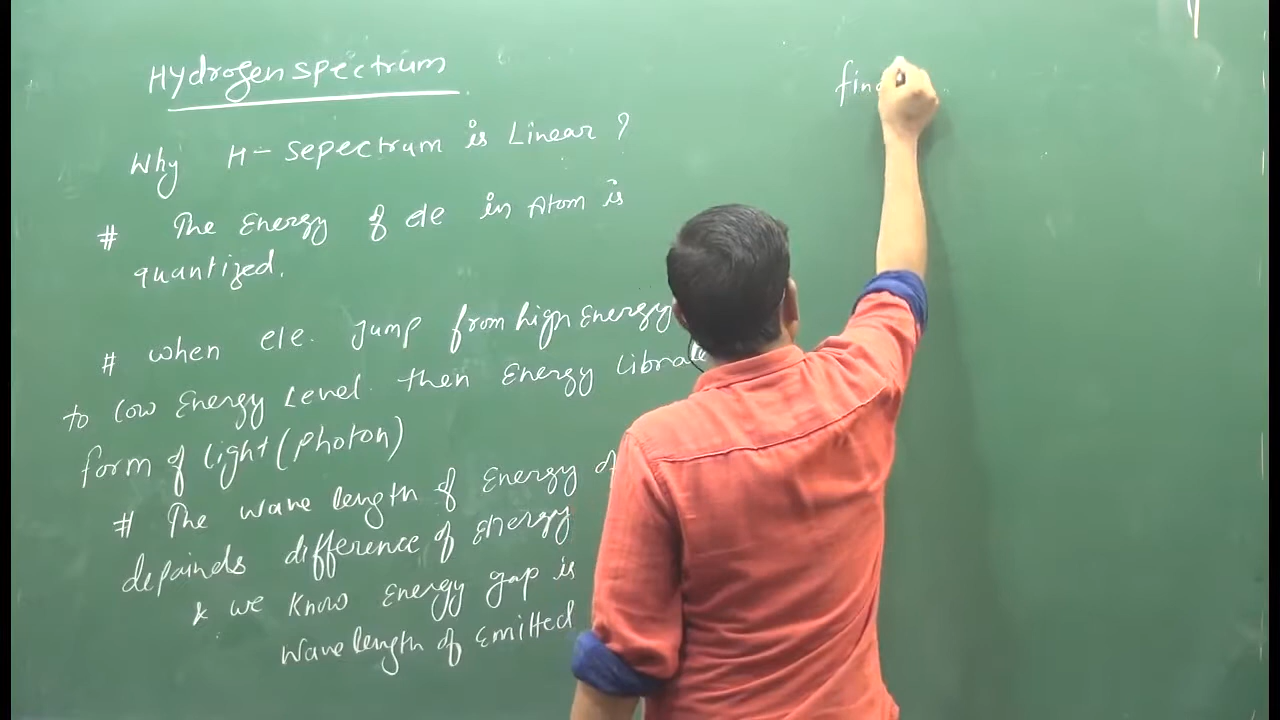 Hydrogen spectrum
Why H- sepectrum is Linear ?
# The Energy of ele in Atom is
quantized.
# when ele. Jump from high Energy
to low Energy Level. then Energy Librate
form of light (photon)
# The wave length of Energy
depainds difference of Energy
* we know Energy gap is
wave length of Emitted